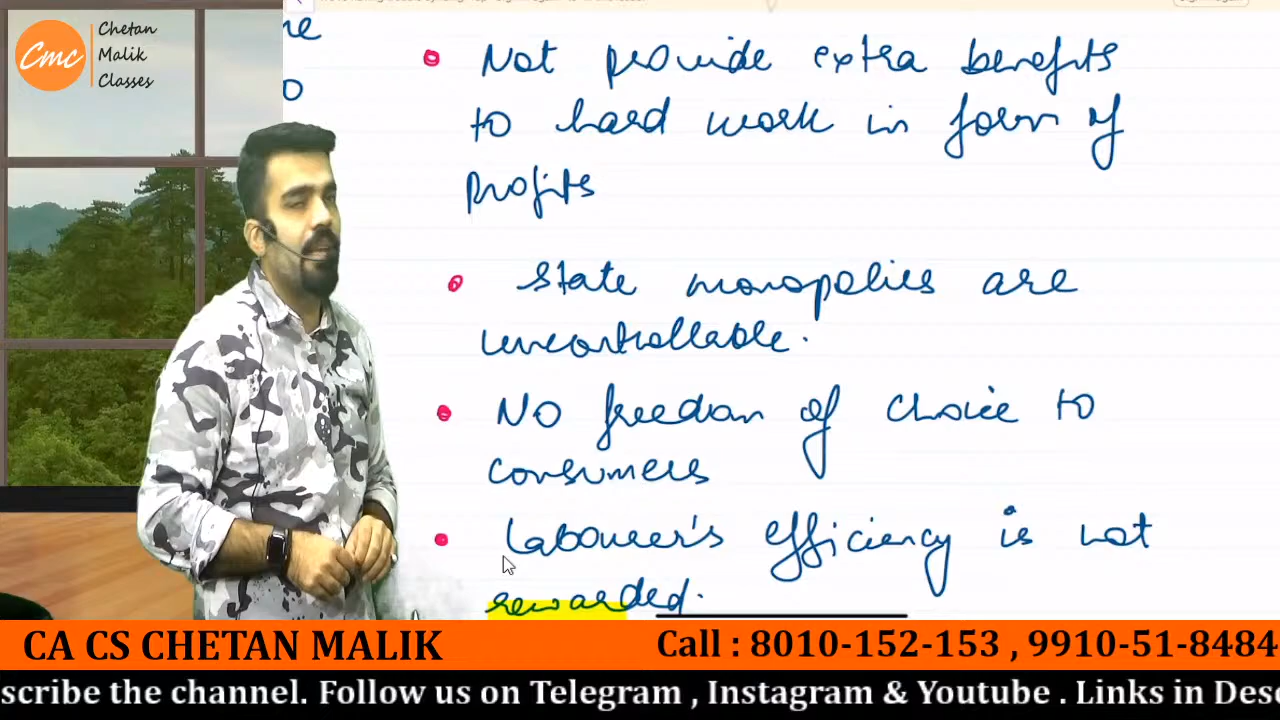 Cmc
Chetan
Malik
Classes
Not provide extra benefits
to hard work in form of
profits
State monopolies are
uncontrollable.
No freedom of choice to
consumers
Labourer's efficiency is not
rewarded.
CA CS CHETAN MALIK
Call : 8010-152-153 , 9910-51-8484
scribe the channel. Follow us on Telegram , Instagram & Youtube . Links in Desc